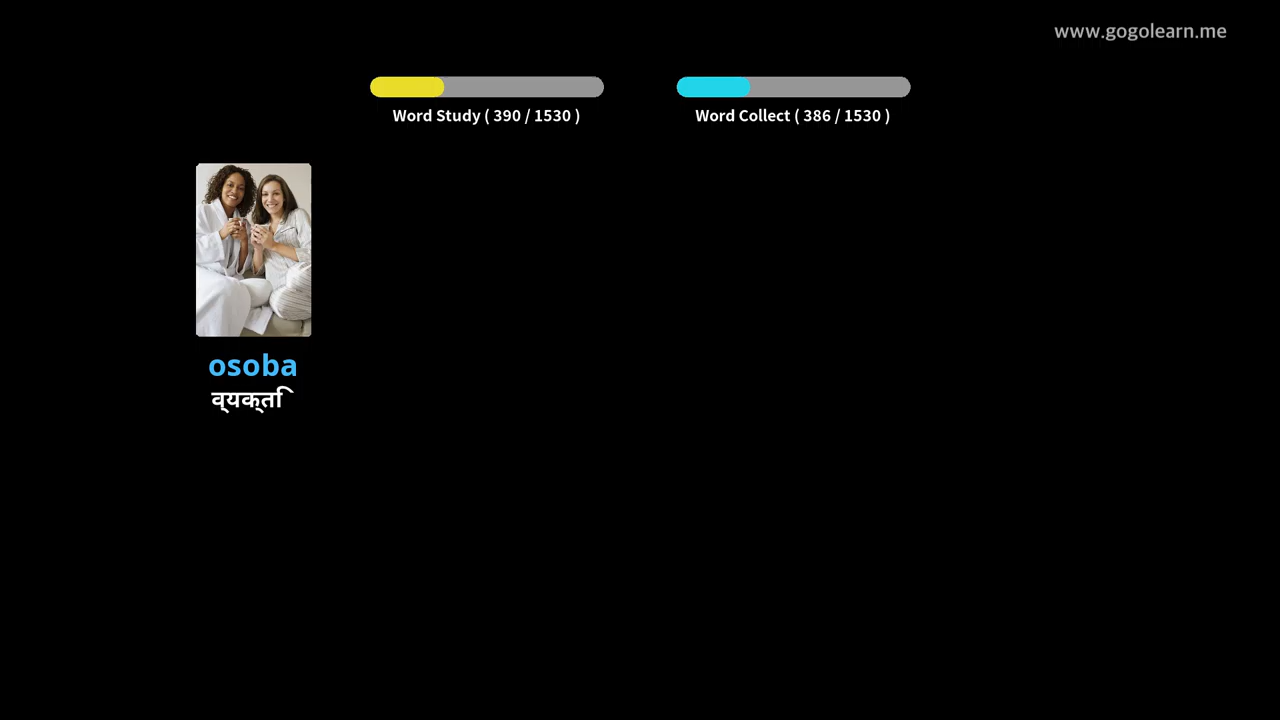 www.gogolearn.me
Word Study ( 390 / 1530 )
Word Collect ( 386 / 1530 )
osoba
व्यक्ति